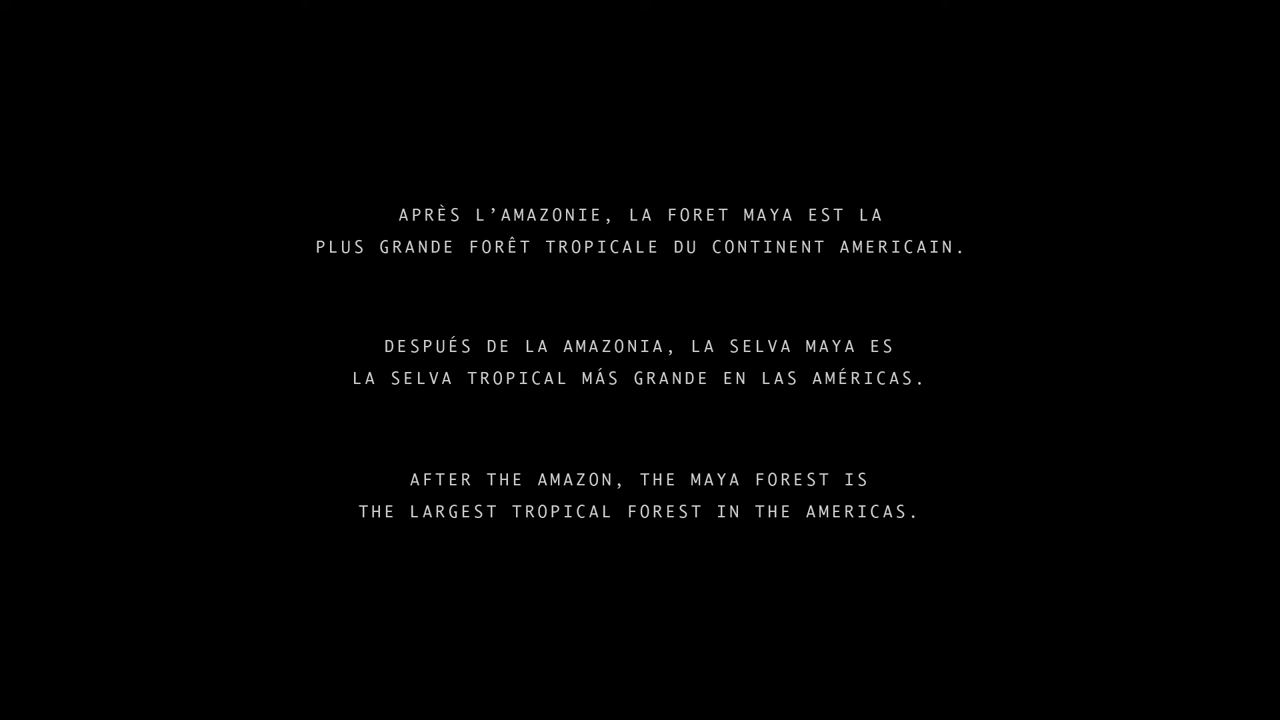 APRÈS L’AMAZONIE, LA FORET MAYA EST LA
PLUS GRANDE FORÊT TROPICALE DU CONTINENT AMERICAIN.
DESPUÉS DE LA AMAZONIA, LA SELVA MAYA ES
LA SELVA TROPICAL MÁS GRANDE EN LAS AMÉRICAS.
AFTER THE AMAZON, THE MAYA FOREST IS
THE LARGEST TROPICAL FOREST IN THE AMERICAS.